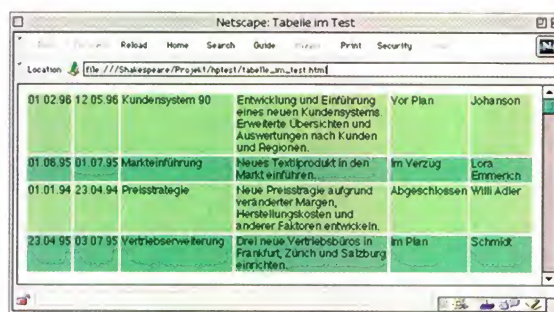 Netscape: Tabelle im Test
Reload Home Search Guide Print Security
Location file:///Shakespeare/Projekt/hptest/tabelle_im_test.html
01 02.96 12 05.96 Kundensystem 90 Entwicklung und Einführung Vor Plan Johanson
eines neuen Kundensystems.
Erweiterte Übersichten und
Auswertungen nach Kunden
und Regionen.
01 06.95 01 07.95 Markteinführung Neues Textilprodukt in den Im Verzug Lora
Markt einführen. Emmerich
01.01.94 23 04.94 Preisstrategie Neue Preisstragie aufgrund Abgeschlossen Willi Adler
veränderter Margen,
Herstellungskosten und
anderer Faktoren entwickeln.
23 04 95 03 07 95 Vertriebserweiterung Drei neue Vertriebsbüros in Im Plan Schmidt
Frankfurt, Zürich und Salzburg
einrichten.